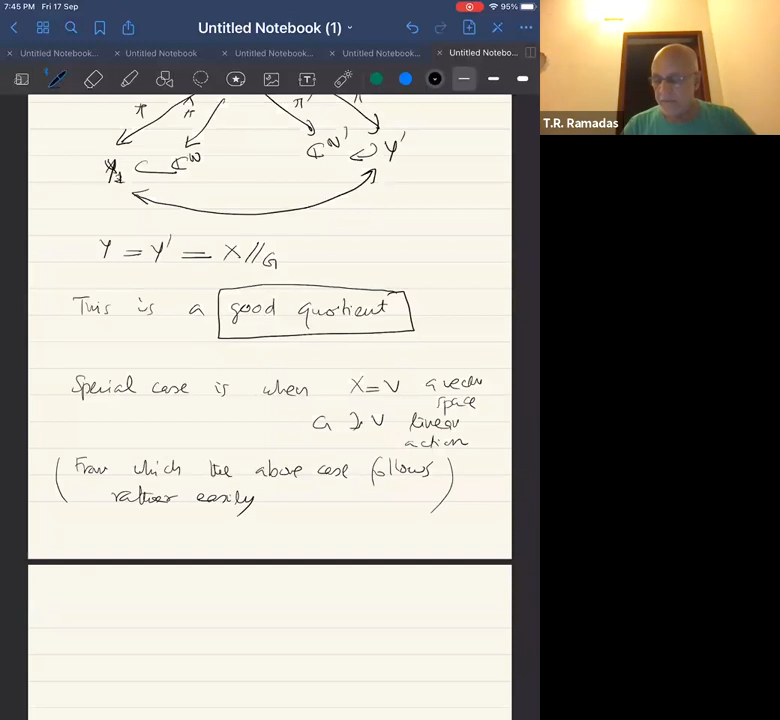 7:45 PM Fri 17 Sep
95%
Untitled Notebook (1)
Untitled Notebook...
Untitled Notebook
Untitled Notebook...
Untitled Notebook...
Untitled Notebo...
T.R. Ramadas
π π̂ π' π
ℂᴺ ℂᴺ' Y'
Y = Y' = X//G
This is a good quotient
Special case is when X = V a vector
space
G ↷ V linear
action
(From which the above case follows
rather easily)